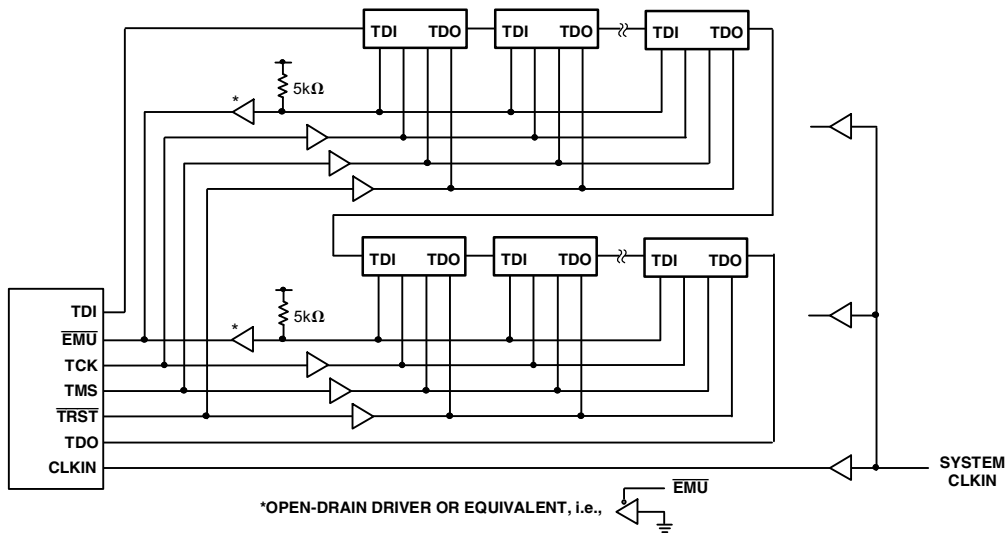 TDI TDO TDI TDO TDI TDO
*
5kΩ
TDI TDO TDI TDO TDI TDO
TDI
*
5kΩ
EMU
TCK
TMS
TRST
TDO
CLKIN
SYSTEM
CLKIN
*OPEN-DRAIN DRIVER OR EQUIVALENT, i.e.,
EMU